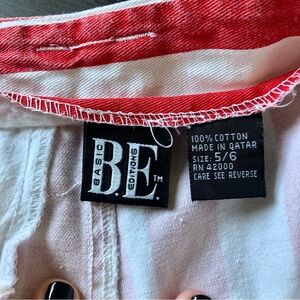 BASIC
B.E.™
EDITIONS
100% COTTON
MADE IN QATAR
SIZE: 5/6
RN 42000
CARE SEE REVERSE